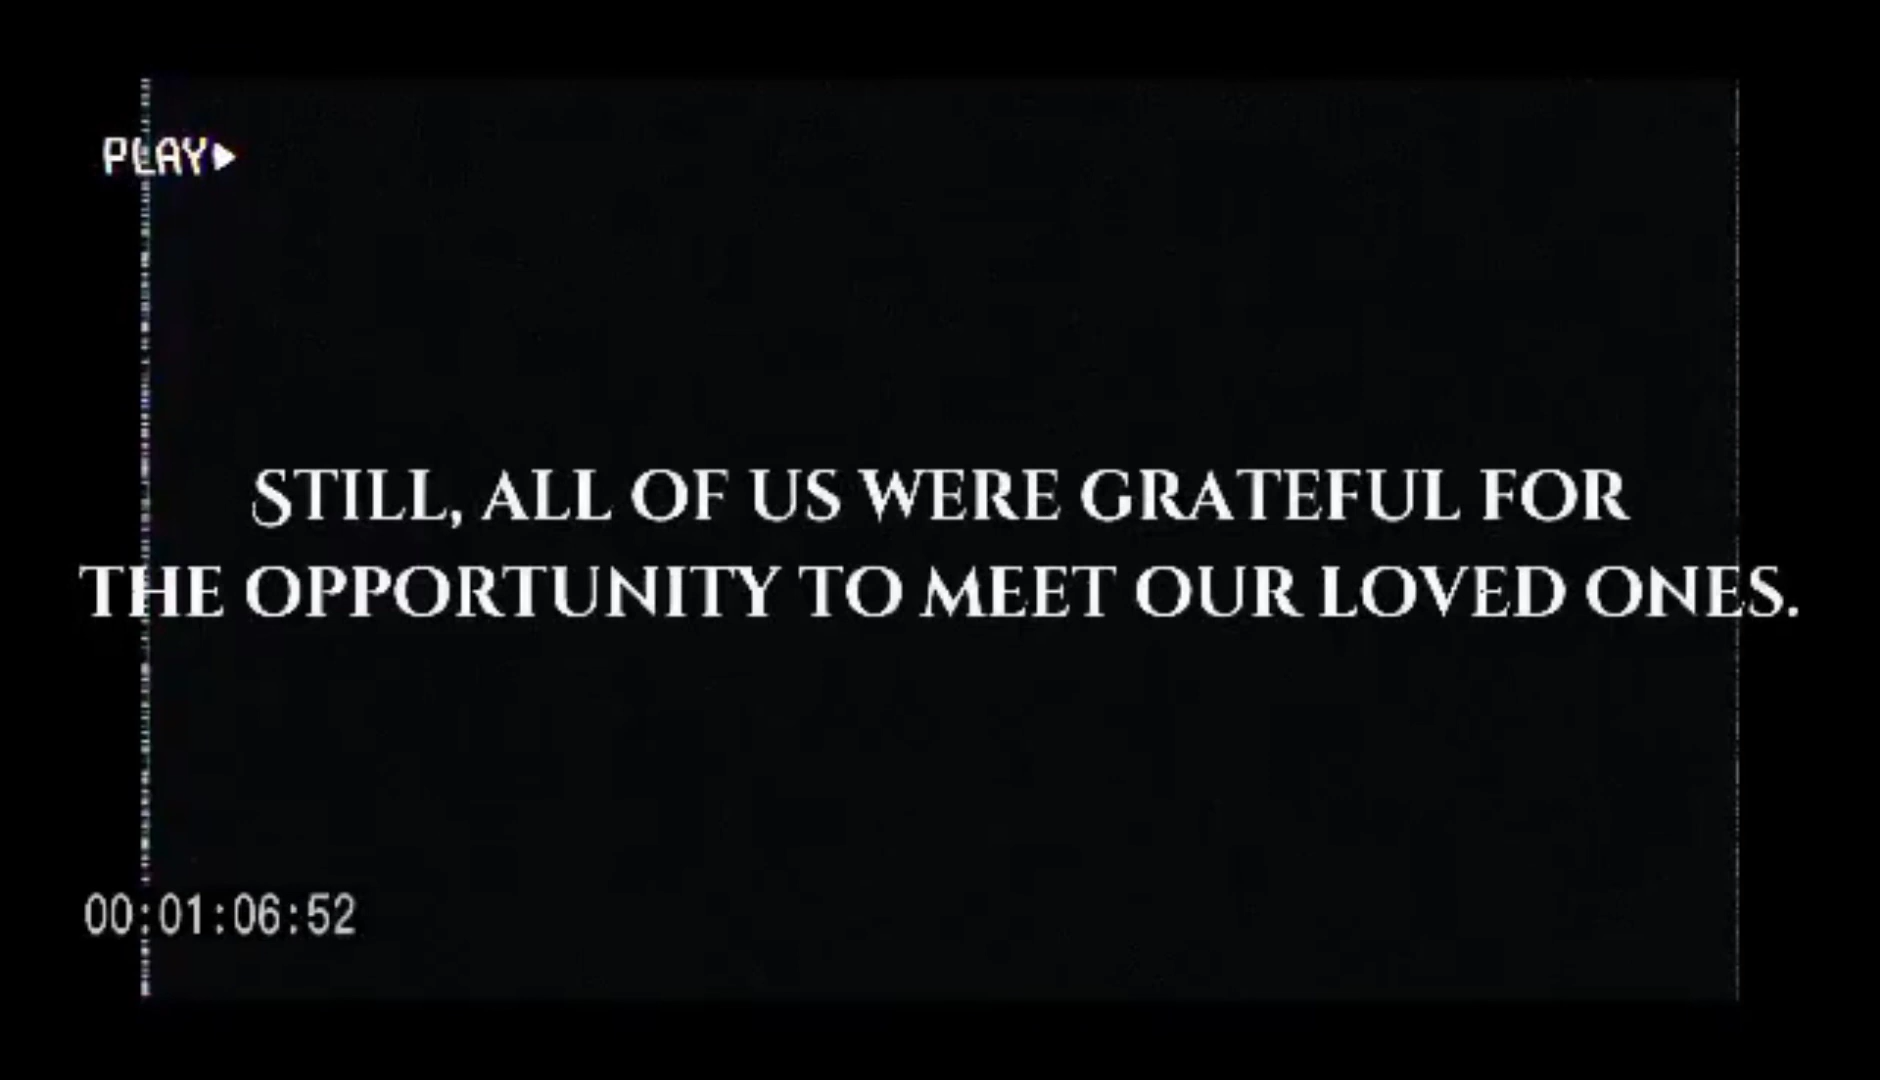 PLAY▶
Still, all of us were grateful for
the opportunity to meet our loved ones.
00:01:06:52